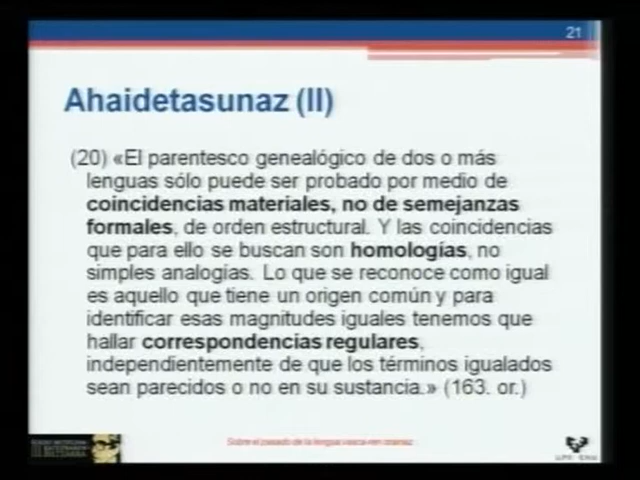 21
Ahaidetasunaz (II)
(20) «El parentesco genealógico de dos o más
lenguas sólo puede ser probado por medio de
coincidencias materiales, no de semejanzas
formales, de orden estructural. Y las coincidencias
que para ello se buscan son homologías, no
simples analogías. Lo que se reconoce como igual
es aquello que tiene un origen común y para
identificar esas magnitudes iguales tenemos que
hallar correspondencias regulares,
independientemente de que los términos igualados
sean parecidos o no en su sustancia.» (163. or.)
Sobre el pasado de la lengua vasca-ren